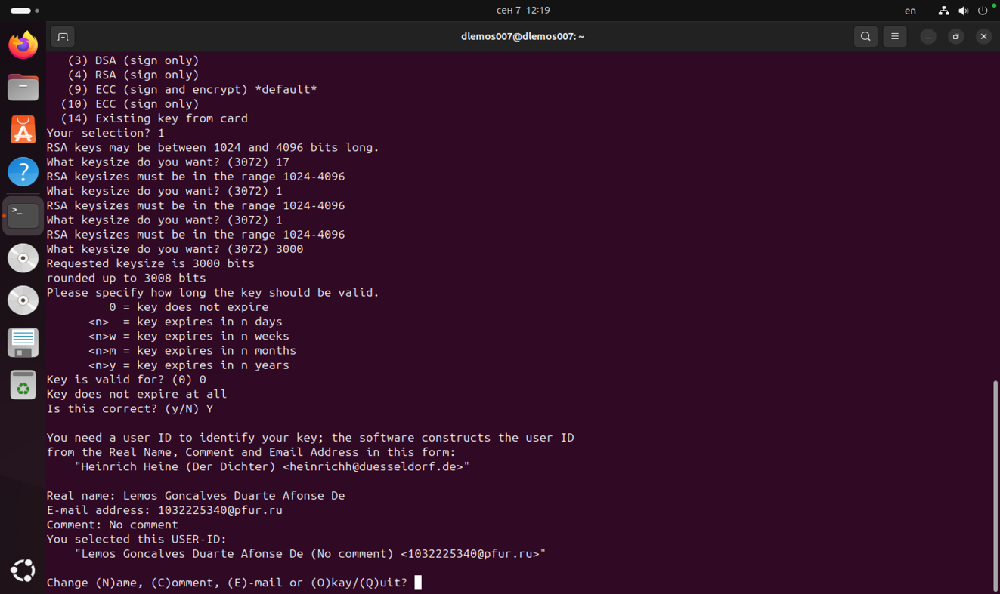 сен 7 12:19
en
dlemos007@dlemos007: ~
(3) DSA (sign only)
(4) RSA (sign only)
(9) ECC (sign and encrypt) *default*
(10) ECC (sign only)
(14) Existing key from card
Your selection? 1
RSA keys may be between 1024 and 4096 bits long.
What keysize do you want? (3072) 17
RSA keysizes must be in the range 1024-4096
What keysize do you want? (3072) 1
RSA keysizes must be in the range 1024-4096
What keysize do you want? (3072) 1
RSA keysizes must be in the range 1024-4096
What keysize do you want? (3072) 3000
Requested keysize is 3000 bits
rounded up to 3008 bits
Please specify how long the key should be valid.
0 = key does not expire
<n>  = key expires in n days
<n>w = key expires in n weeks
<n>m = key expires in n months
<n>y = key expires in n years
Key is valid for? (0) 0
Key does not expire at all
Is this correct? (y/N) Y
You need a user ID to identify your key; the software constructs the user ID
from the Real Name, Comment and Email Address in this form:
"Heinrich Heine (Der Dichter) <heinrichh@duesseldorf.de>"
Real name: Lemos Goncalves Duarte Afonse De
E-mail address: 1032225340@pfur.ru
Comment: No comment
You selected this USER-ID:
"Lemos Goncalves Duarte Afonse De (No comment) <1032225340@pfur.ru>"
Change (N)ame, (C)omment, (E)-mail or (O)kay/(Q)uit?